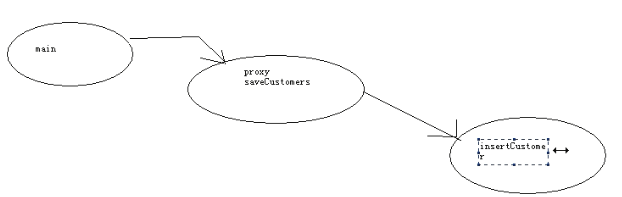 main
proxy
saveCustomers
insertCustome
r